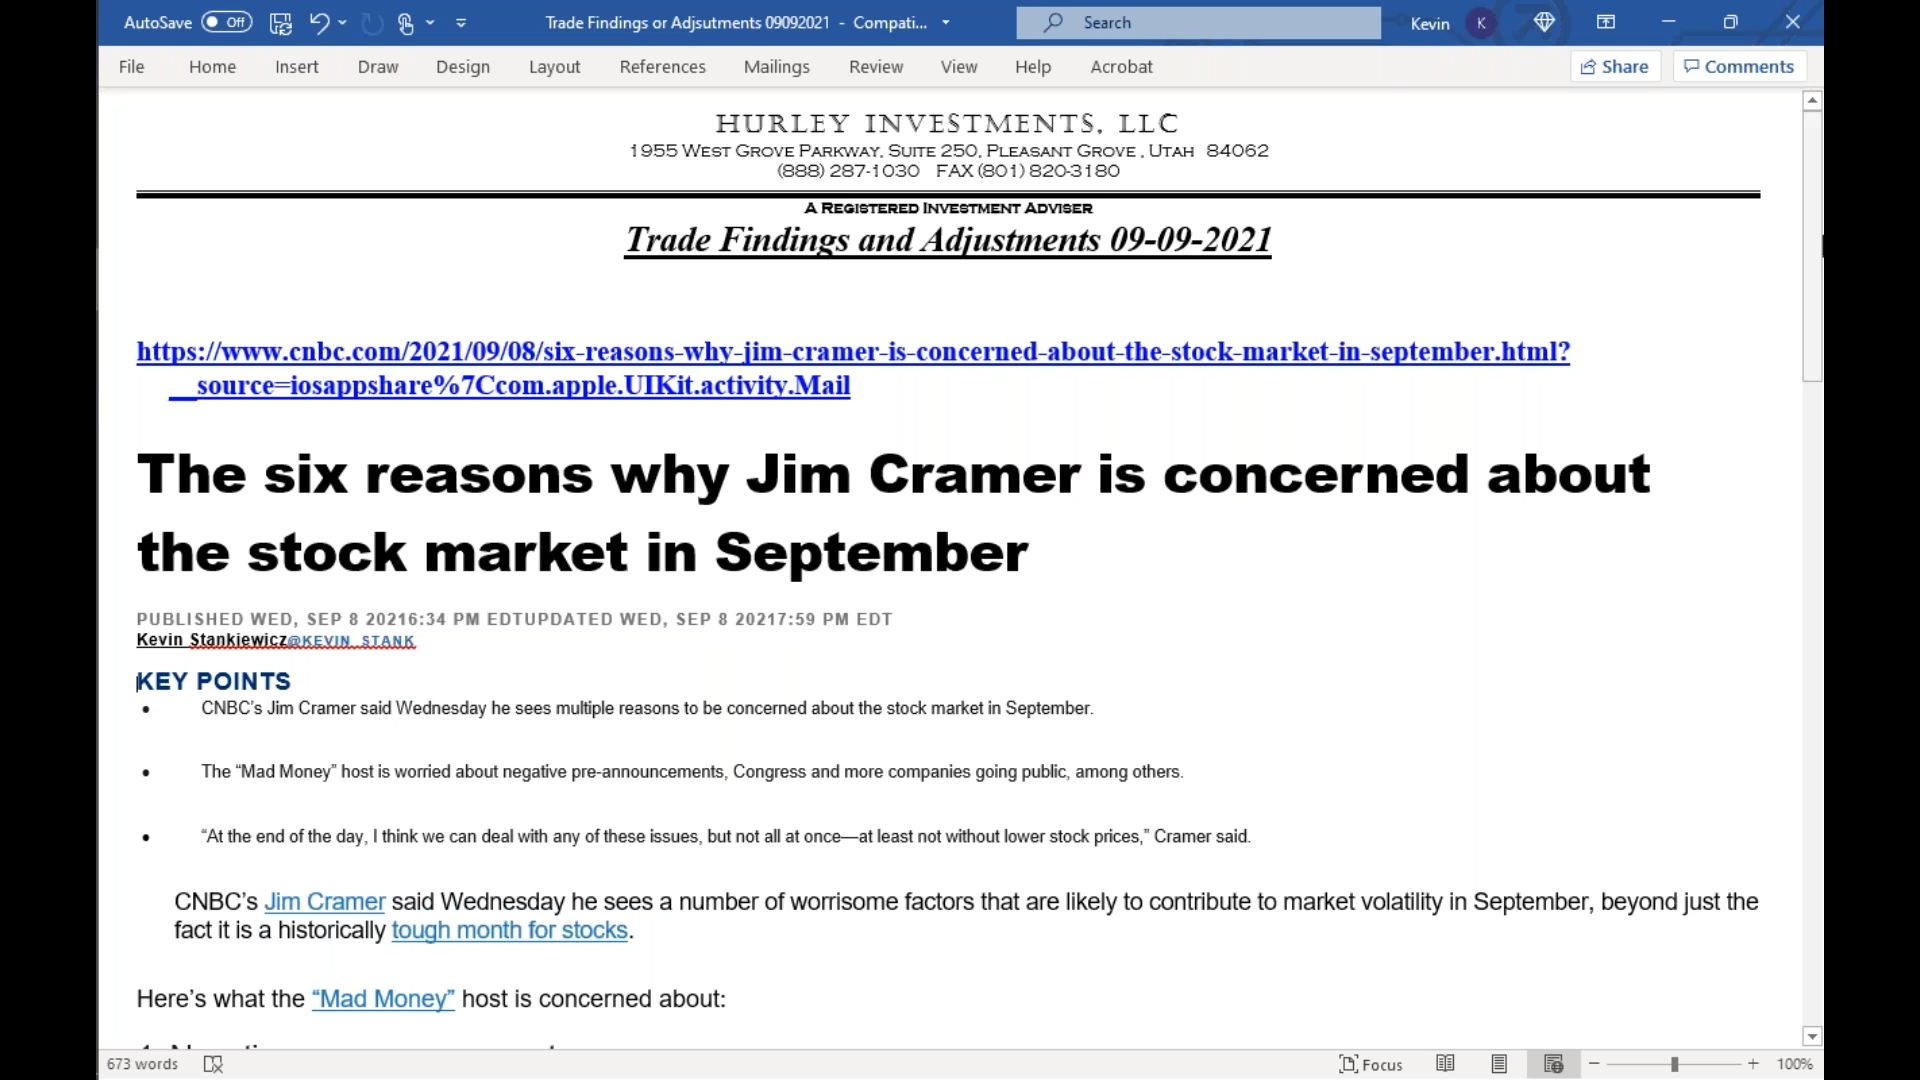 AutoSave Off Trade Findings or Adjsutments 09092021 - Compati... Search Kevin K
File Home Insert Draw Design Layout References Mailings Review View Help Acrobat Share Comments
HURLEY INVESTMENTS, LLC
1955 WEST GROVE PARKWAY, SUITE 250, PLEASANT GROVE , UTAH 84062
(888) 287-1030 FAX (801) 820-3180
A REGISTERED INVESTMENT ADVISER
Trade Findings and Adjustments 09-09-2021
https://www.cnbc.com/2021/09/08/six-reasons-why-jim-cramer-is-concerned-about-the-stock-market-in-september.html?
__source=iosappshare%7Ccom.apple.UIKit.activity.Mail
The six reasons why Jim Cramer is concerned about
the stock market in September
PUBLISHED WED, SEP 8 20216:34 PM EDTUPDATED WED, SEP 8 20217:59 PM EDT
Kevin Stankiewicz@KEVIN_STANK
KEY POINTS
• CNBC’s Jim Cramer said Wednesday he sees multiple reasons to be concerned about the stock market in September.
• The “Mad Money” host is worried about negative pre-announcements, Congress and more companies going public, among others.
• “At the end of the day, I think we can deal with any of these issues, but not all at once—at least not without lower stock prices,” Cramer said.
CNBC’s Jim Cramer said Wednesday he sees a number of worrisome factors that are likely to contribute to market volatility in September, beyond just the
fact it is a historically tough month for stocks.
Here’s what the “Mad Money” host is concerned about:
673 words Focus 100%